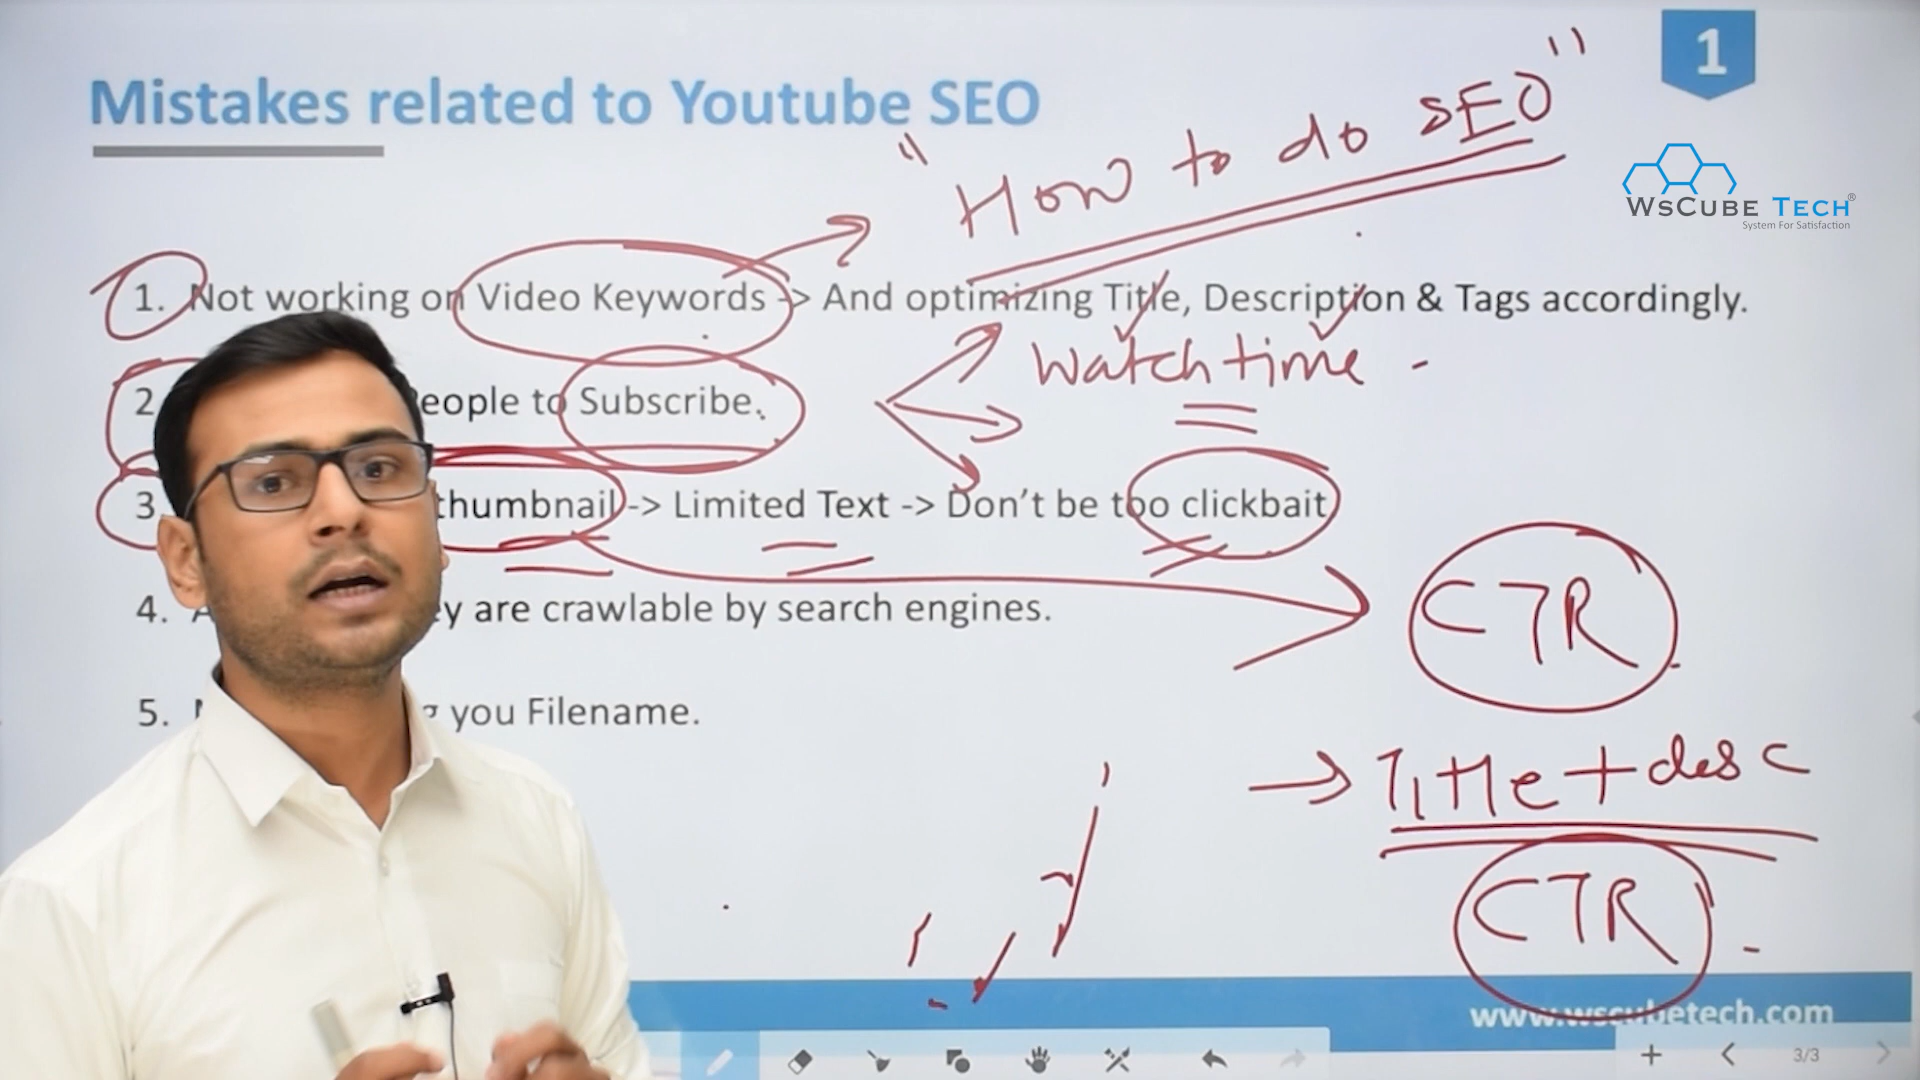 1
Mistakes related to Youtube SEO
" How to do SEO "
WSCUBE TECH®
System For Satisfaction
1. Not working on Video Keywords -> And optimizing Title, Description & Tags accordingly.
Watchtime
2 eople to Subscribe.
3. thumbnail -> Limited Text -> Don't be too clickbait
CTR
4. y are crawlable by search engines.
5. you Filename.
→ Title + desc
CTR
www.wscubetech.com
3/3